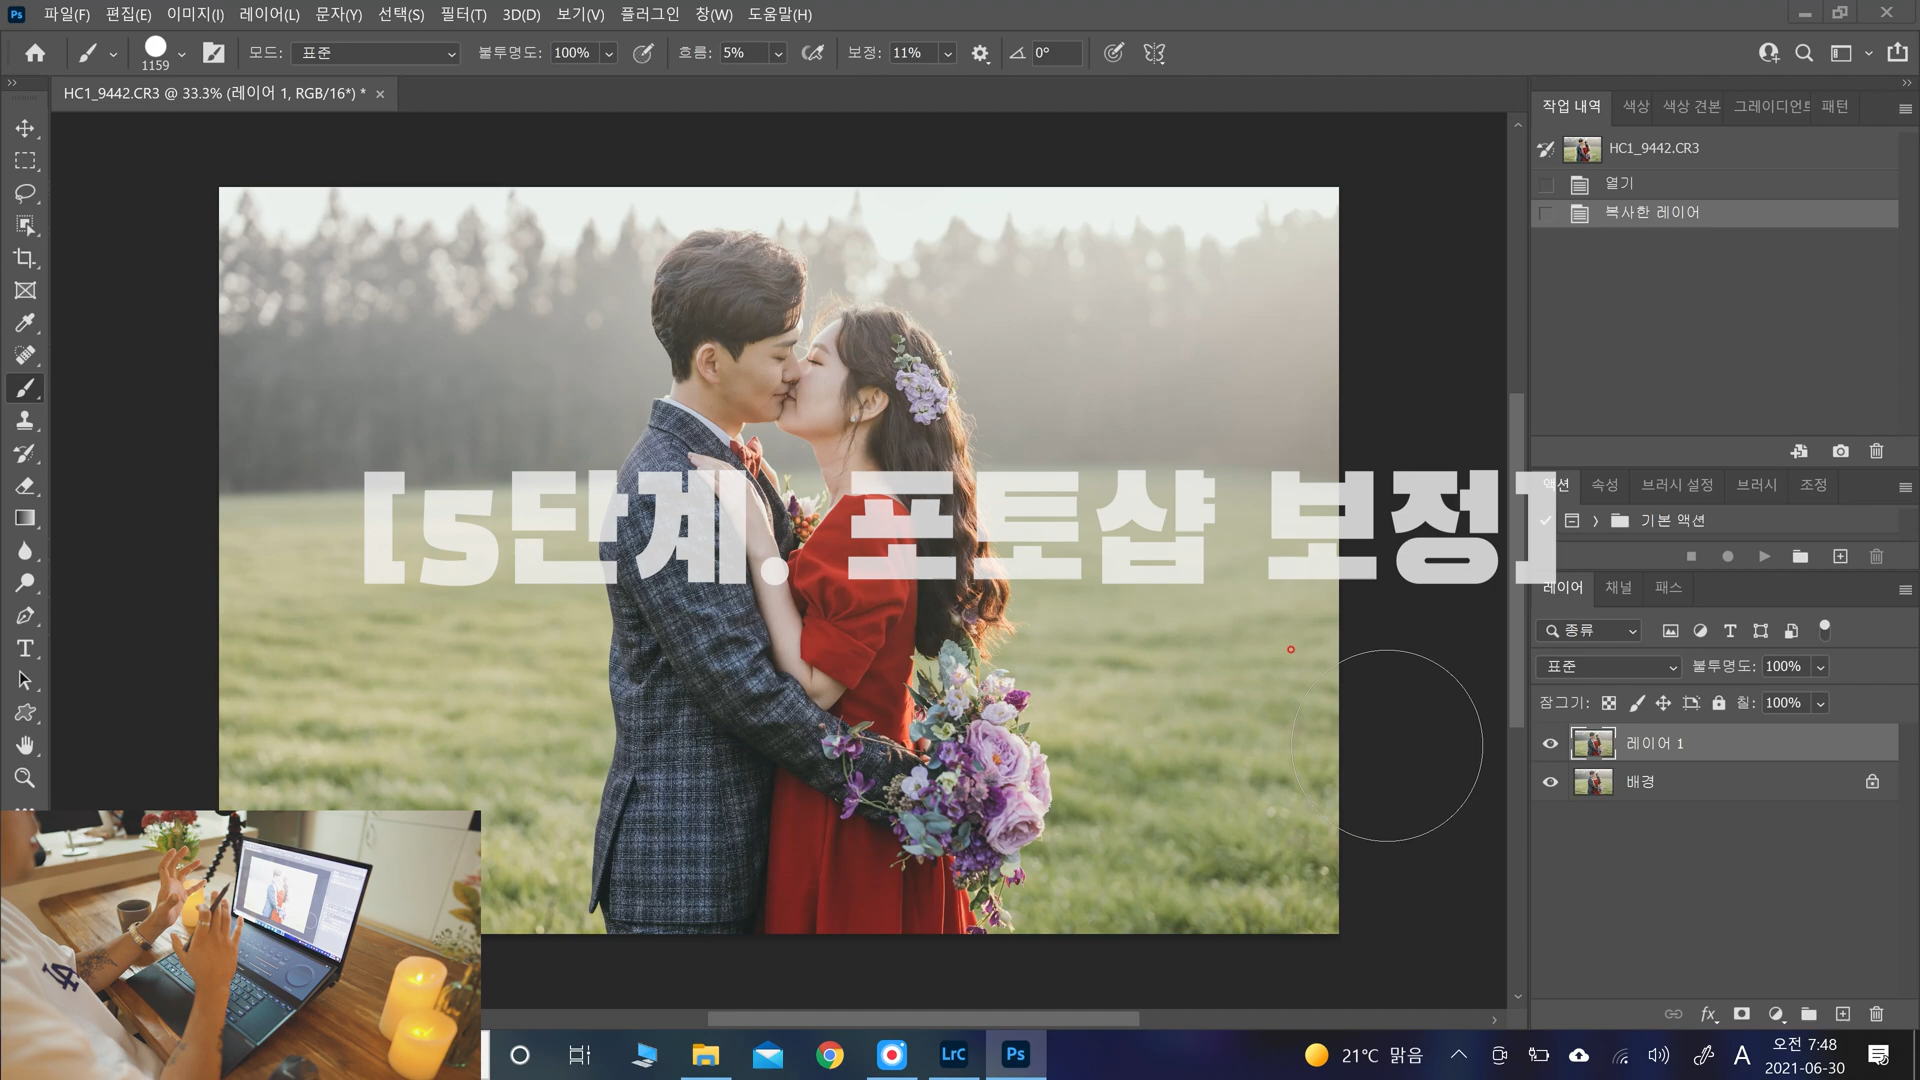 Ps 파일(F) 편집(E) 이미지(I) 레이어(L) 문자(Y) 선택(S) 필터(T) 3D(D) 보기(V) 플러그인 창(W) 도움말(H)
1159 모드: 표준 불투명도: 100% 흐름: 5% 보정: 11% 0°
HC1_9442.CR3 @ 33.3% (레이어 1, RGB/16*) *
작업 내역 색상 색상 견본 그레이디언트 패턴
HC1_9442.CR3
열기
복사한 레이어
[5단계. 포토샵 보정]
액션 속성 브러시 설정 브러시 조정
기본 액션
레이어 채널 패스
종류
표준 불투명도: 100%
잠그기: 칠: 100%
레이어 1
배경
fx
LA
LrC Ps 21°C 맑음 A 오전 7:48
2021-06-30